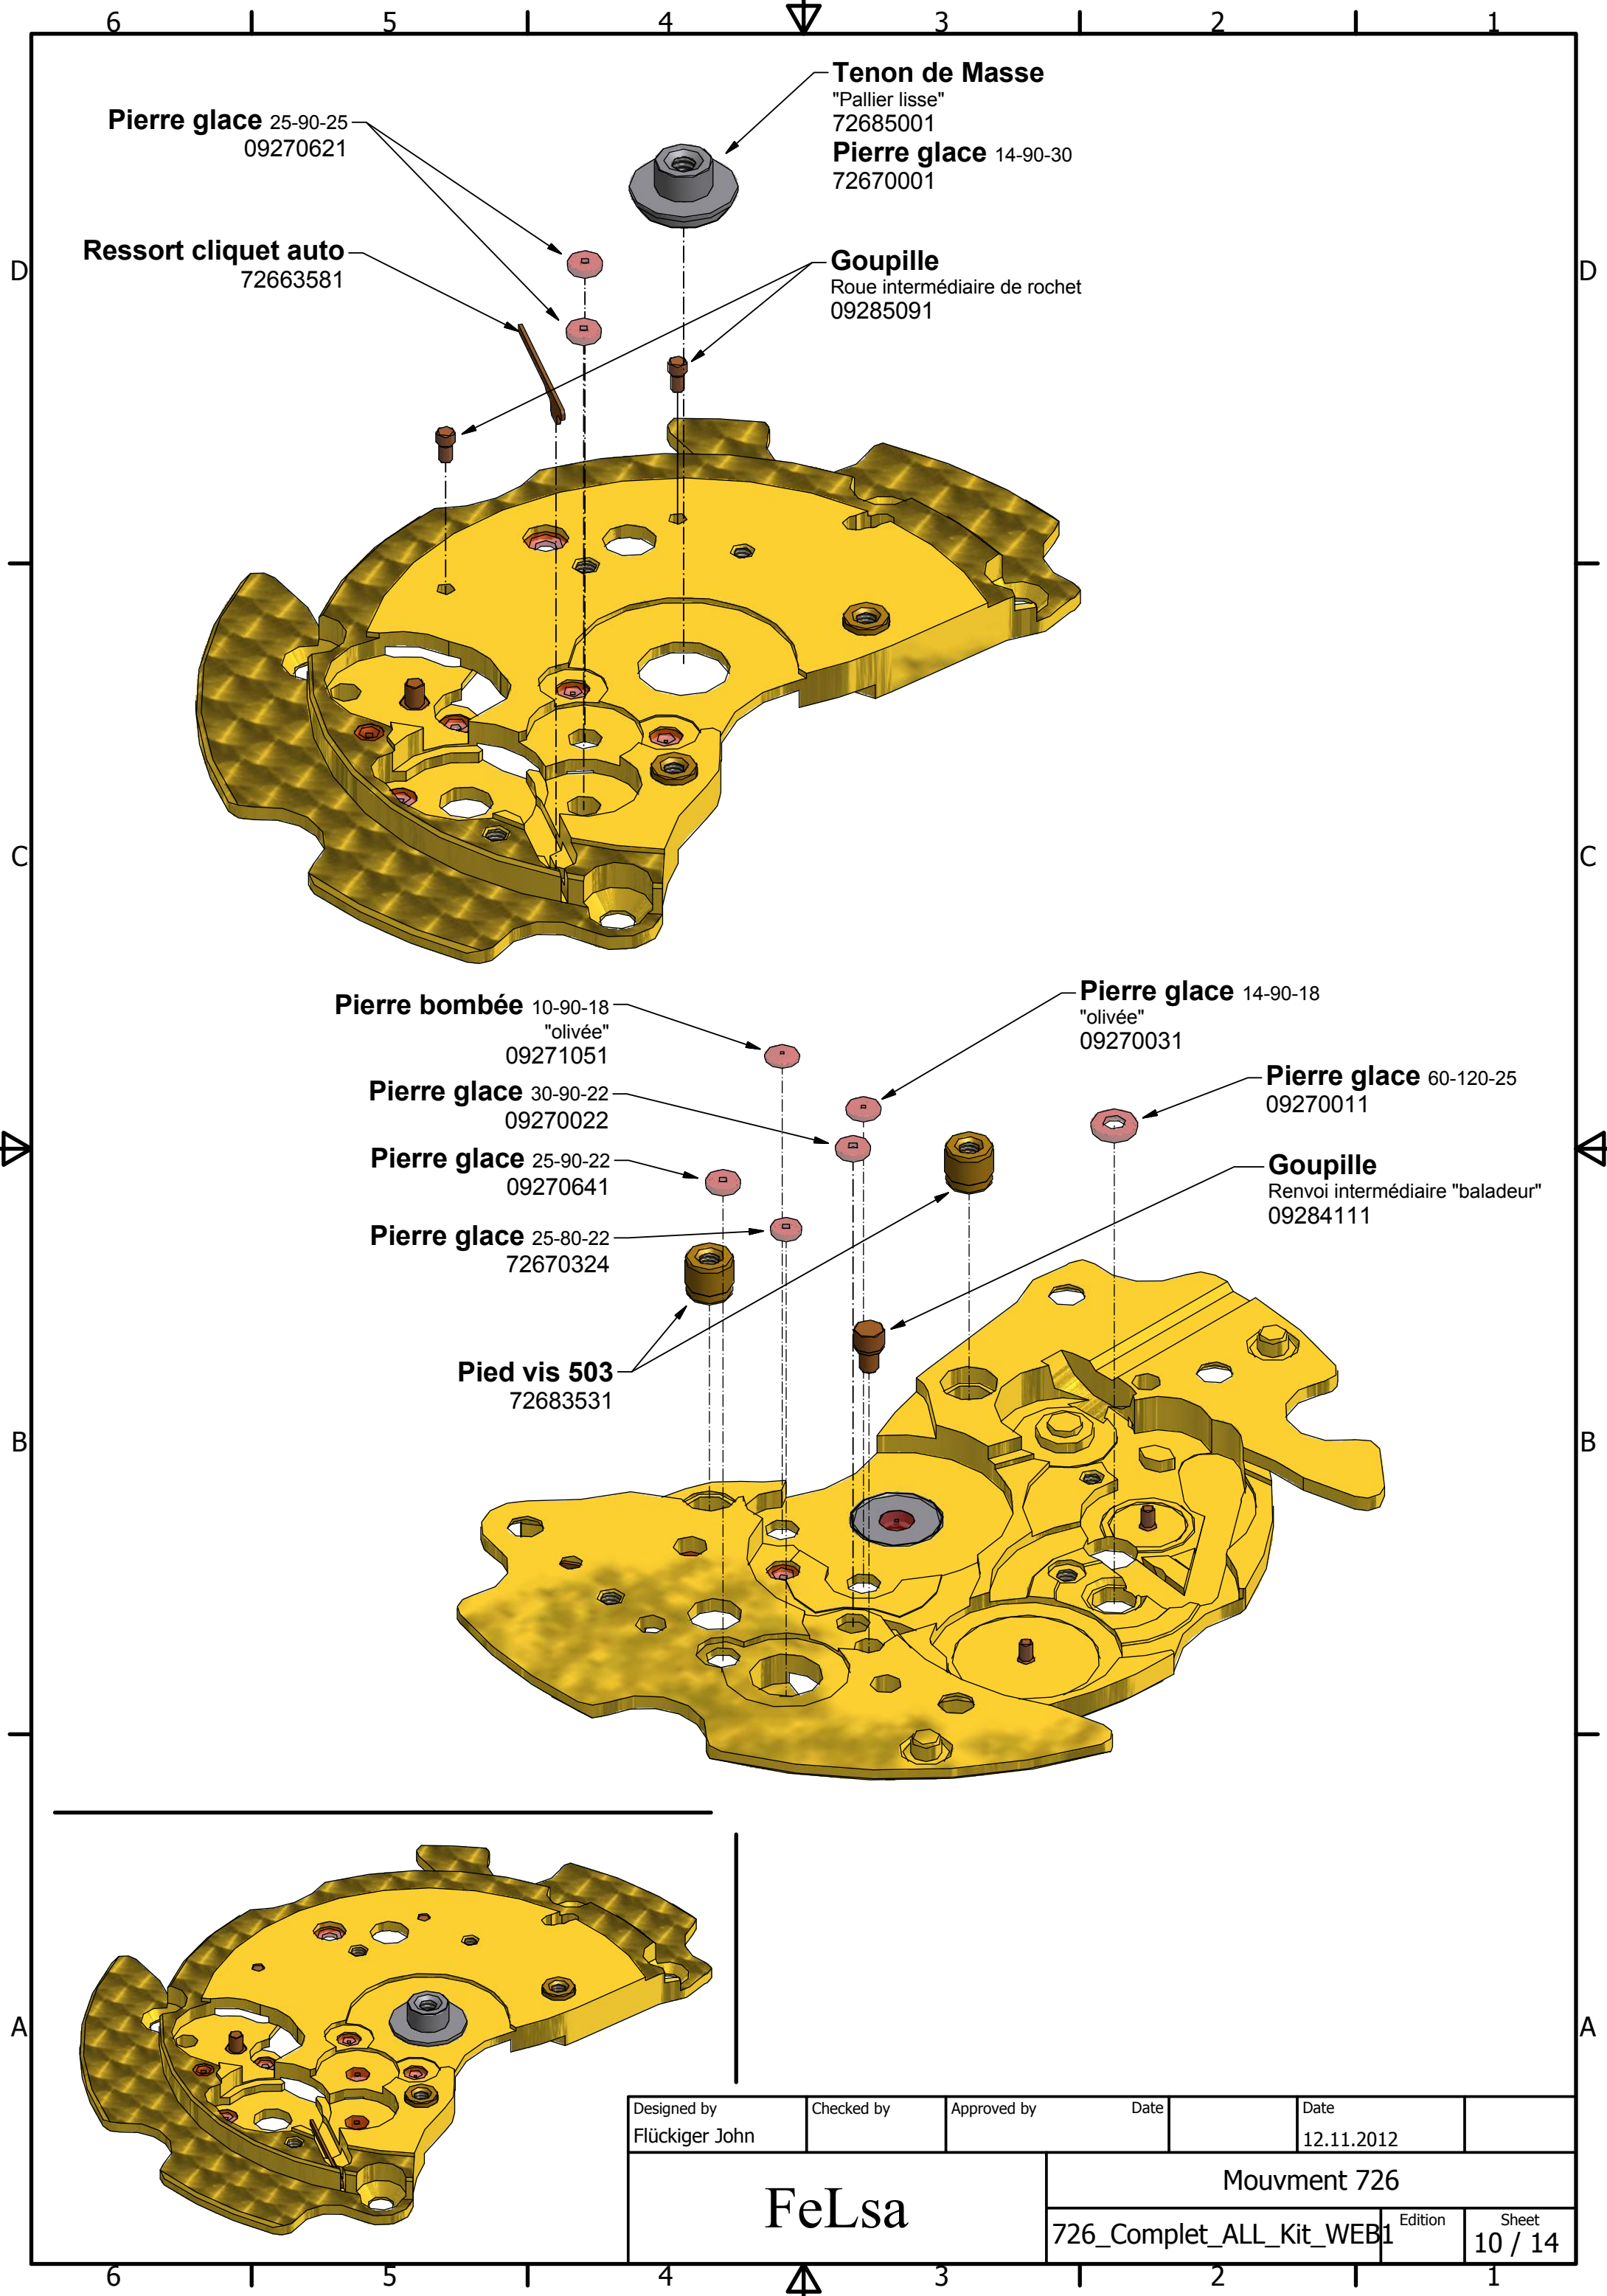 6 5 4 3 2 1
Tenon de Masse
"Pallier lisse"
72685001
Pierre glace 14-90-30
72670001
Pierre glace 25-90-25
09270621
Ressort cliquet auto
72663581
Goupille
Roue intermédiaire de rochet
09285091
D D
C C
Pierre bombée 10-90-18
"olivée"
09271051
Pierre glace 14-90-18
"olivée"
09270031
Pierre glace 30-90-22
09270022
Pierre glace 60-120-25
09270011
Pierre glace 25-90-22
09270641
Goupille
Renvoi intermédiaire "baladeur"
09284111
Pierre glace 25-80-22
72670324
Pied vis 503
72683531
B B
A A
Designed by Checked by Approved by Date Date
Flückiger John 12.11.2012
FeLsa
Mouvment 726
726_Complet_ALL_Kit_WEB1
Edition Sheet
10 / 14
6 5 4 3 2 1